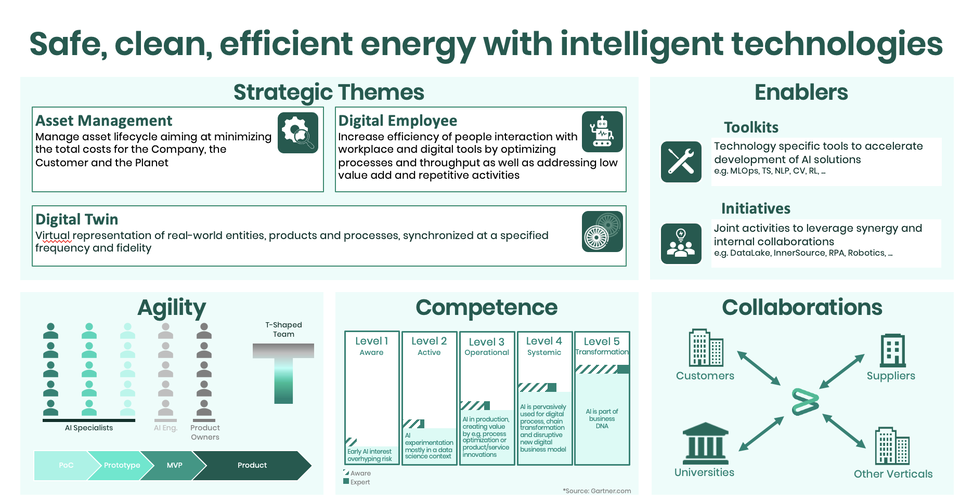 Safe, clean, efficient energy with intelligent technologies
Strategic Themes
Asset Management
Manage asset lifecycle aiming at minimizing
the total costs for the Company, the
Customer and the Planet
Digital Employee
Increase efficiency of people interaction with
workplace and digital tools by optimizing
processes and throughput as well as addressing low
value add and repetitive activities
Digital Twin
Virtual representation of real-world entities, products and processes, synchronized at a specified
frequency and fidelity
Enablers
Toolkits
Technology specific tools to accelerate
development of AI solutions
e.g. MLOps, TS, NLP, CV, RL, ...
Initiatives
Joint activities to leverage synergy and
internal collaborations
e.g. DataLake, InnerSource, RPA, Robotics, ...
Agility
T-Shaped
Team
AI Specialists
AI Eng.
Product
Owners
PoC
Prototype
MVP
Product
Competence
Level 1
Aware
Early AI interest
overhyping risk
Level 2
Active
AI
experimentation
mostly in a data
science context
Level 3
Operational
AI in production,
creating value
by e.g. process
optimization or
product/service
innovations
Level 4
Systemic
AI is pervasively
used for digital
process, chain
transformation
and disruptive
new digital
business model
Level 5
Transformation
AI is part of
business
DNA
Aware
Expert
*Source: Gartner.com
Collaborations
Customers
Suppliers
Universities
Other Verticals